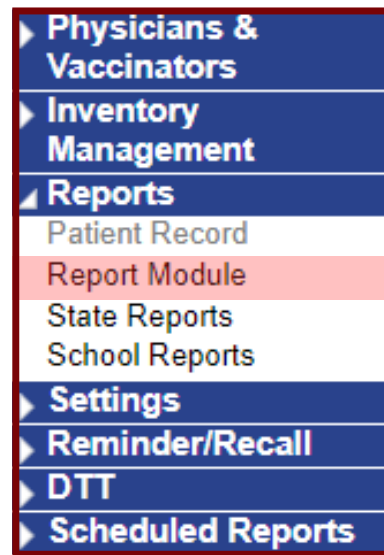 Physicians &
Vaccinators
Inventory
Management
Reports
Patient Record
Report Module
State Reports
School Reports
Settings
Reminder/Recall
DTT
Scheduled Reports